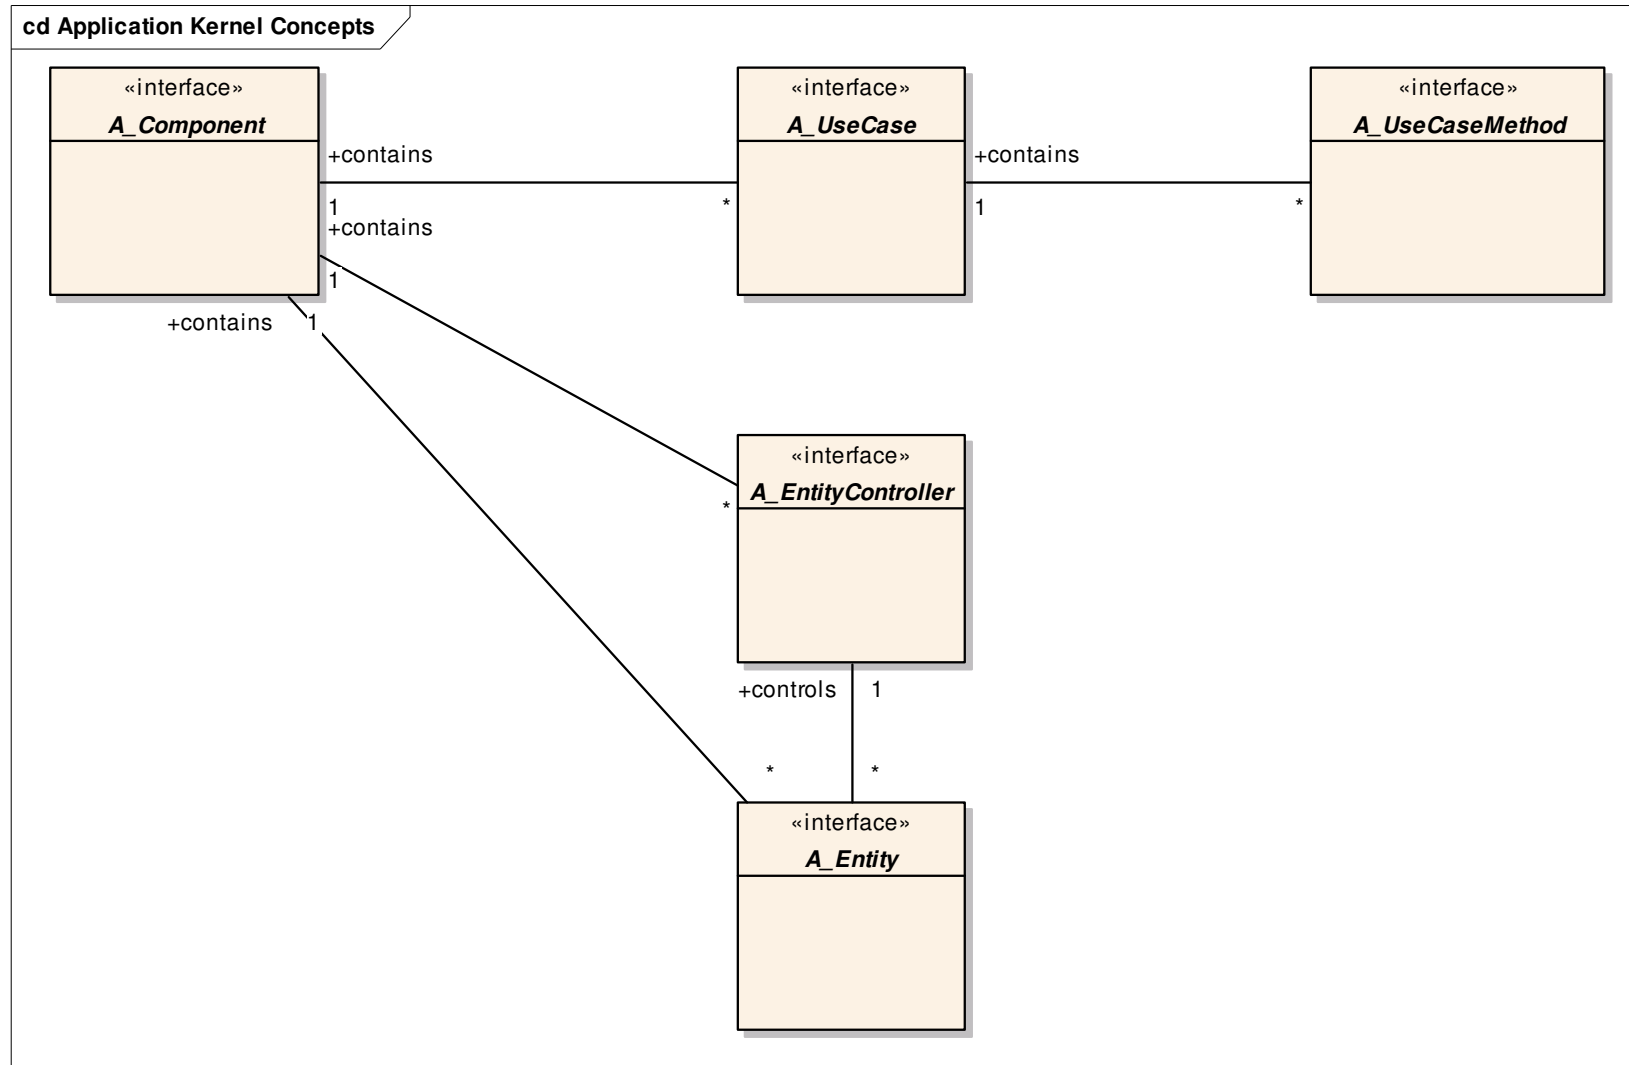 cd Application Kernel Concepts
«interface»
A_Component
«interface»
A_UseCase
«interface»
A_UseCaseMethod
+contains
1
*
+contains
1
*
+contains
1
*
+contains
1
*
«interface»
A_EntityController
+controls
1
*
«interface»
A_Entity